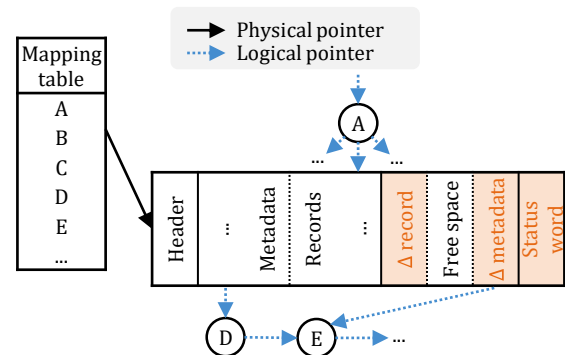 Physical pointer
Logical pointer
Mapping
table
A
B
C
D
E
...
A
...
...
Header
...
Metadata
Records
...
Δ record
Free space
Δ metadata
Status
word
D
E
...